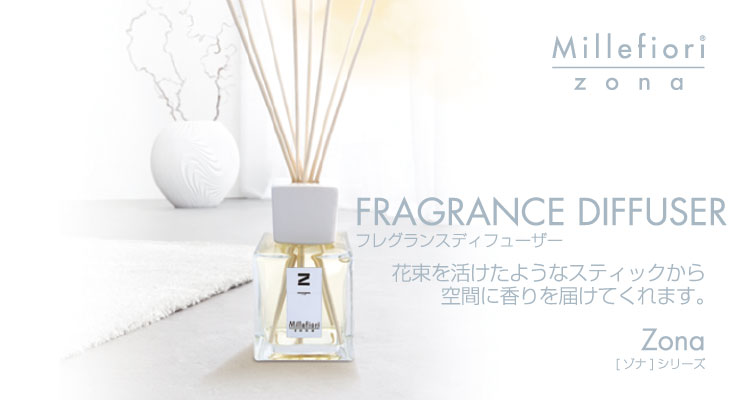 Millefiori®
zona
FRAGRANCE DIFFUSER
フレグランスディフューザー
花束を活けたようなスティックから
空間に香りを届けてくれます。
Zona
[ゾナ]シリーズ
Z
Millefiori
ZONA